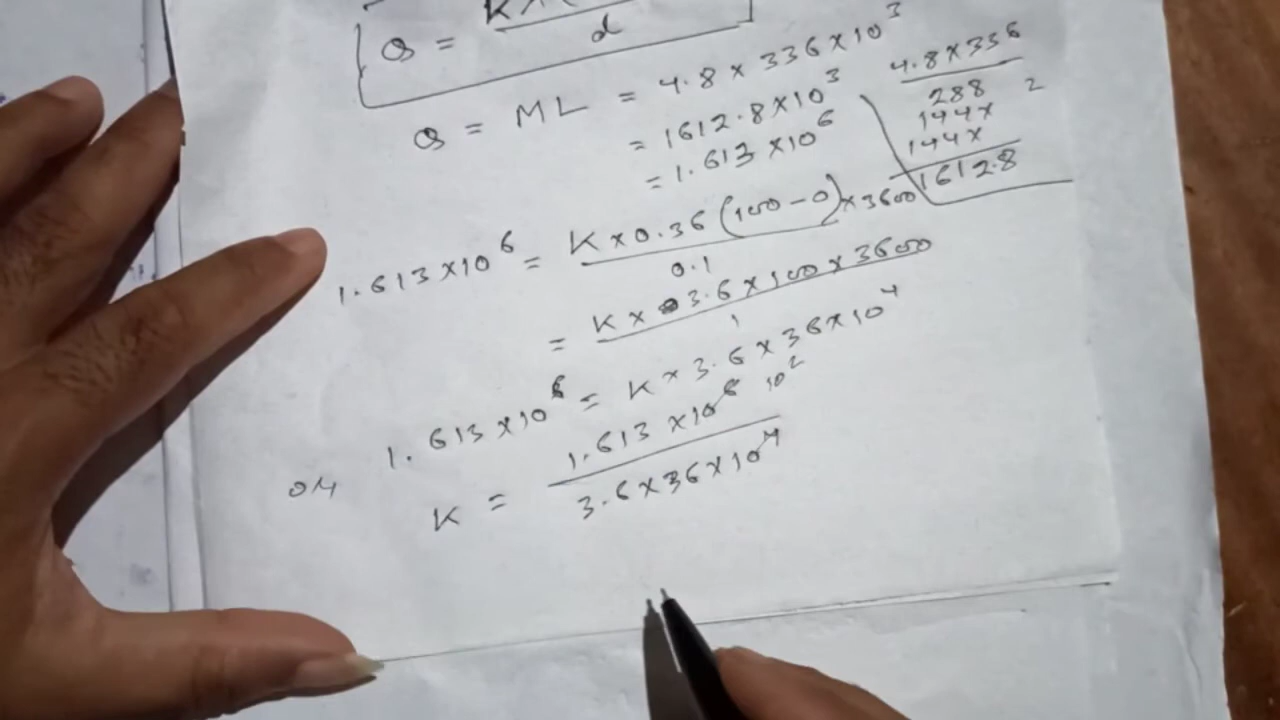 Q = K A ( / d
Q = ML = 4.8 × 336 × 10³
= 1612.8 × 10³
= 1.613 × 10⁶
4.8 × 336
288
144× 2
144×
1612.8
1.613 × 10⁶ = K × 0.36 (100 - 0) × 3600 / 0.1
= K × 3.6 × 100 × 3600 / 1
1.613 × 10⁶ = K × 3.6 × 36 × 10⁴
or K = 1.613 × 10⁶ 10² / 3.6 × 36 × 10⁴